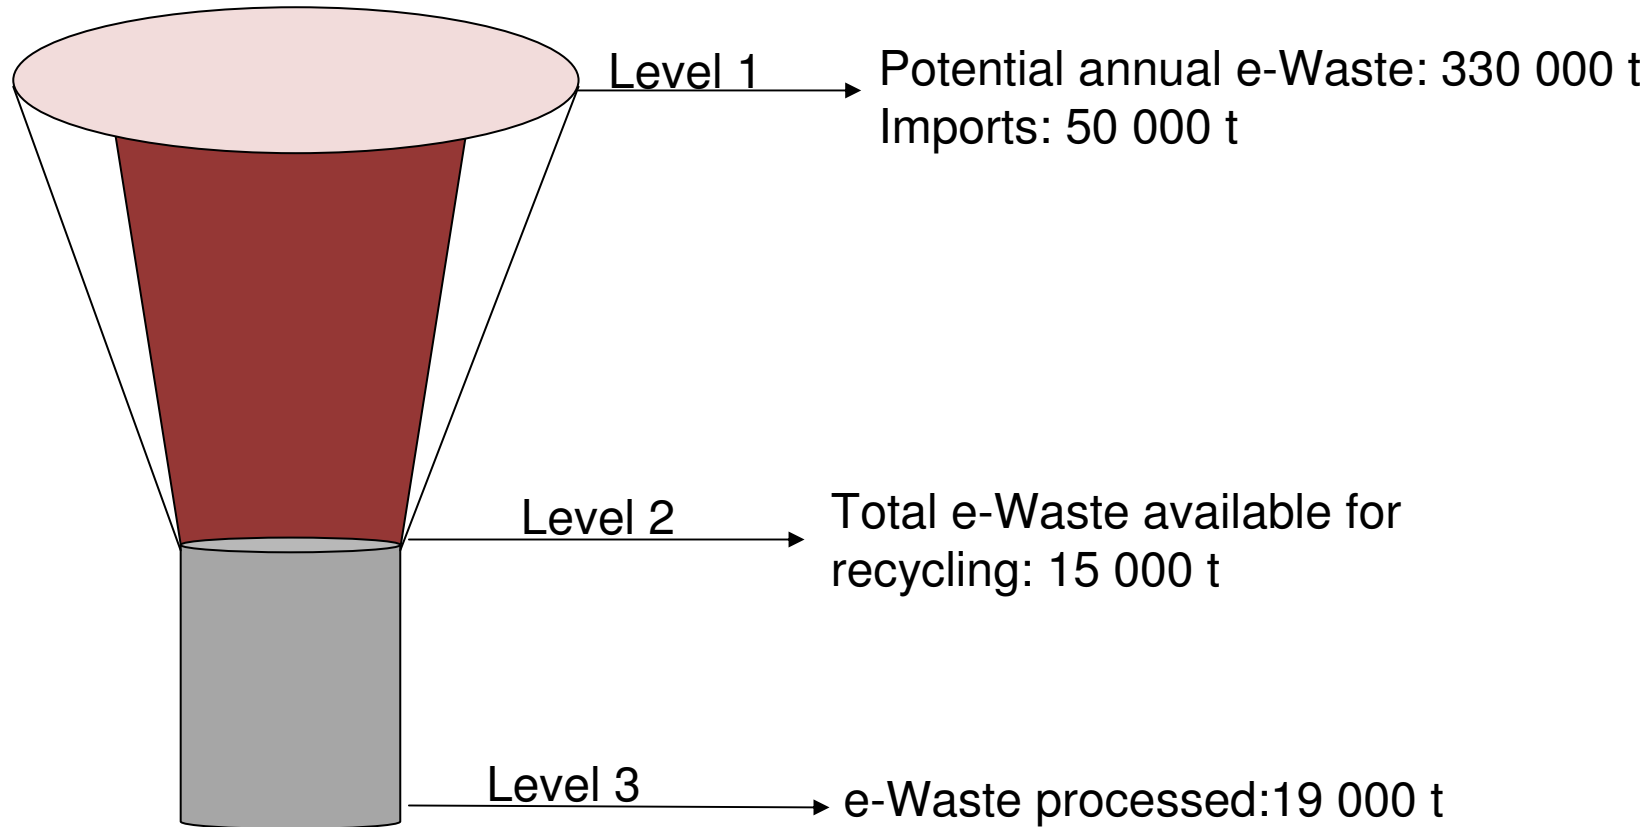 Level 1
Potential annual e-Waste: 330 000 t
Imports: 50 000 t
Level 2
Total e-Waste available for
recycling: 15 000 t
Level 3
e-Waste processed:19 000 t